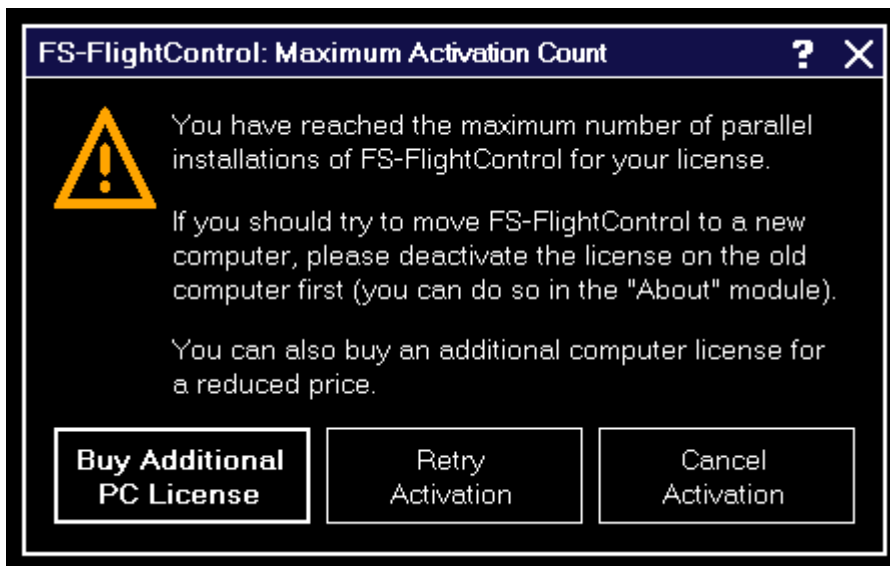 FS-FlightControl: Maximum Activation Count ? X
You have reached the maximum number of parallel
installations of FS-FlightControl for your license.
If you should try to move FS-FlightControl to a new
computer, please deactivate the license on the old
computer first (you can do so in the "About" module).
You can also buy an additional computer license for
a reduced price.
Buy Additional
PC License
Retry
Activation
Cancel
Activation